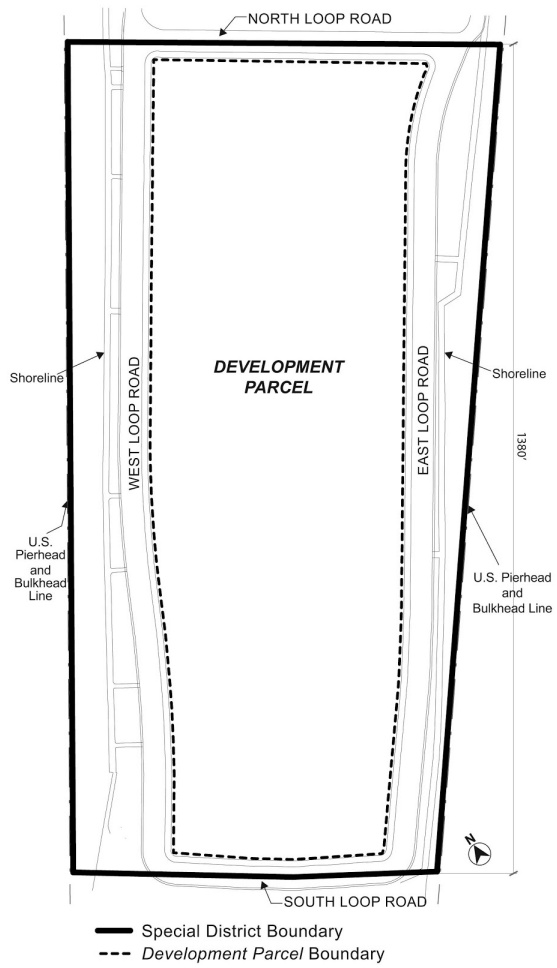 NORTH LOOP ROAD
DEVELOPMENT
PARCEL
WEST LOOP ROAD
EAST LOOP ROAD
Shoreline
Shoreline
1380'
U.S.
Pierhead
and
Bulkhead
Line
U.S. Pierhead
and
Bulkhead Line
N
SOUTH LOOP ROAD
Special District Boundary
Development Parcel Boundary